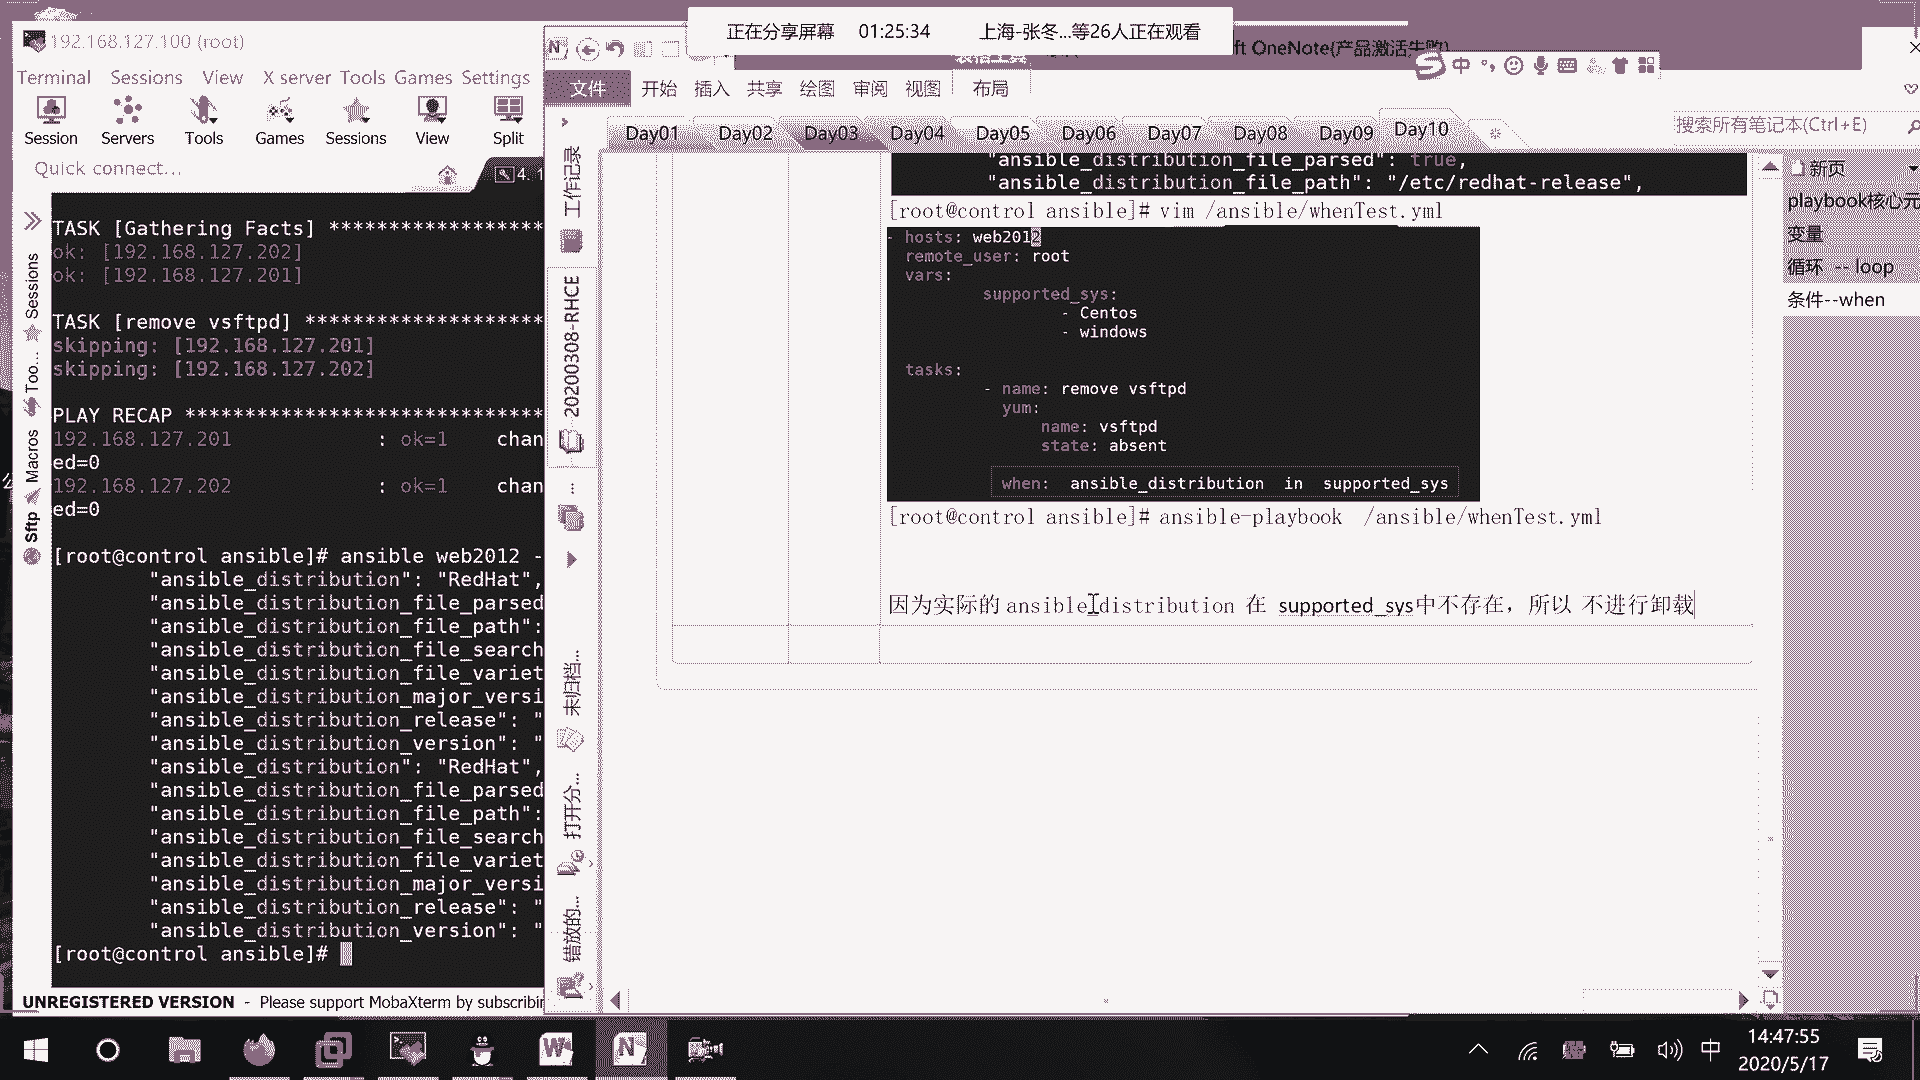 正在分享屏幕 01:25:34 上海-张冬...等26人正在观看
192.168.127.100 (root)
Terminal Sessions View X server Tools Games Settings
Session Servers Tools Games Sessions View Split
Quick connect...
4. 1
Sessions
Too...
Macros
Sftp
TASK [Gathering Facts] ************************
ok: [192.168.127.202]
ok: [192.168.127.201]
TASK [remove vsftpd] ********************
skipping: [192.168.127.201]
skipping: [192.168.127.202]
PLAY RECAP ******************************
192.168.127.201 : ok=1 chan
ed=0
192.168.127.202 : ok=1 chan
ed=0
[root@control ansible]# ansible web2012 -
"ansible_distribution": "RedHat",
"ansible_distribution_file_parsed
"ansible_distribution_file_path":
"ansible_distribution_file_search
"ansible_distribution_file_variet
"ansible_distribution_major_versi
"ansible_distribution_release": "
"ansible_distribution_version": "
"ansible_distribution": "RedHat",
"ansible_distribution_file_parsed
"ansible_distribution_file_path":
"ansible_distribution_file_search
"ansible_distribution_file_variet
"ansible_distribution_major_versi
"ansible_distribution_release": "
"ansible_distribution_version": "
[root@control ansible]#
UNREGISTERED VERSION - Please support MobaXterm by subscribin
ft OneNote(产品激活失败)
表格工具
文件 开始 插入 共享 绘图 审阅 视图 布局
Day01 Day02 Day03 Day04 Day05 Day06 Day07 Day08 Day09 Day10
搜索所有笔记本(Ctrl+E)
工作记录
20200308-RHCE
未归档...
打开分...
错放的...
"ansible_distribution_file_parsed": true,
"ansible_distribution_file_path": "/etc/redhat-release",
[root@control ansible]# vim /ansible/whenTest.yml
- hosts: web2012
remote_user: root
vars:
supported_sys:
- Centos
- windows
tasks:
- name: remove vsftpd
yum:
name: vsftpd
state: absent
when: ansible_distribution in supported_sys
[root@control ansible]# ansible-playbook /ansible/whenTest.yml
因为实际的 ansible_distribution 在 supported_sys中不存在，所以 不进行卸载
新页
playbook核心元
变量
循环 -- loop
条件--when
中
14:47:55
2020/5/17